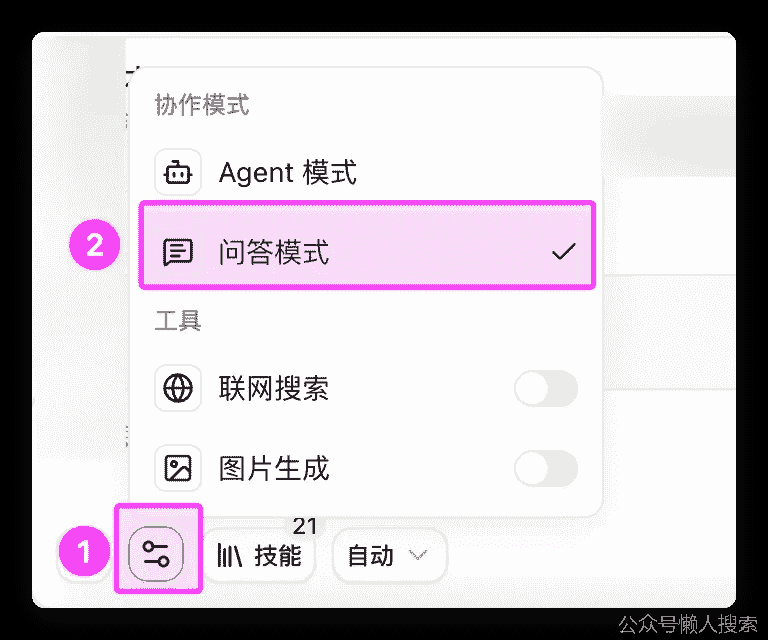 协作模式
Agent 模式
2
问答模式
工具
联网搜索
图片生成
1
21
技能
自动
公众号懒人搜索